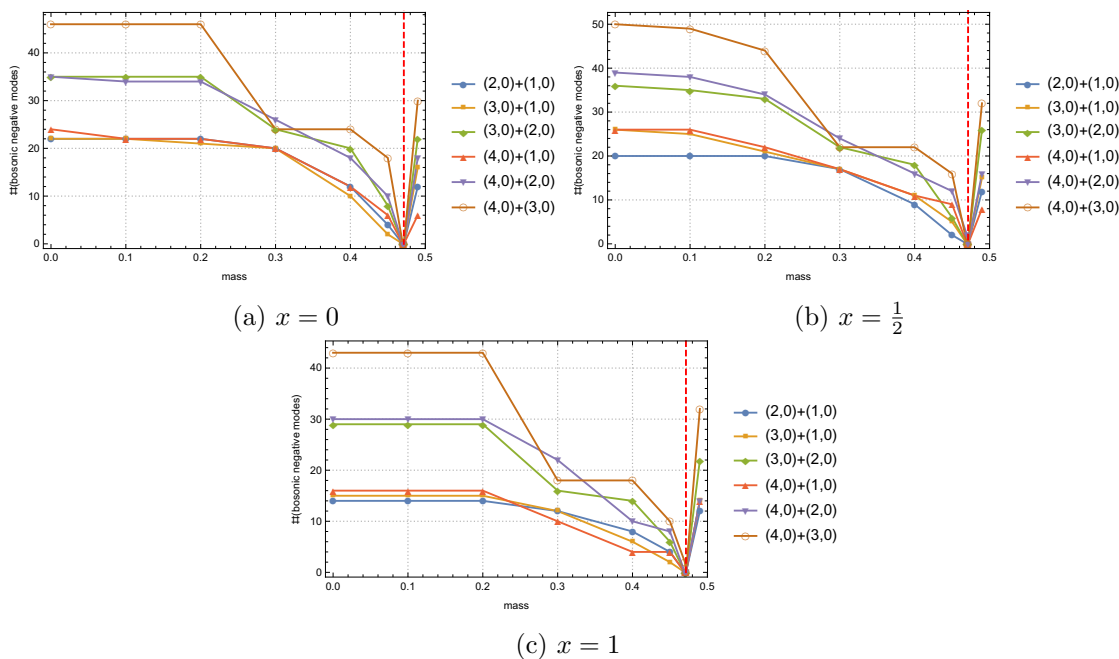 #(bosonic negative modes)
40
30
20
10
0
0.0 0.1 0.2 0.3 0.4 0.5
mass
(2,0)+(1,0)
(3,0)+(1,0)
(3,0)+(2,0)
(4,0)+(1,0)
(4,0)+(2,0)
(4,0)+(3,0)
(a) x = 0
#(bosonic negative modes)
50
40
30
20
10
0
0.0 0.1 0.2 0.3 0.4 0.5
mass
(2,0)+(1,0)
(3,0)+(1,0)
(3,0)+(2,0)
(4,0)+(1,0)
(4,0)+(2,0)
(4,0)+(3,0)
(b) x = 1/2
#(bosonic negative modes)
40
30
20
10
0
0.0 0.1 0.2 0.3 0.4 0.5
mass
(2,0)+(1,0)
(3,0)+(1,0)
(3,0)+(2,0)
(4,0)+(1,0)
(4,0)+(2,0)
(4,0)+(3,0)
(c) x = 1